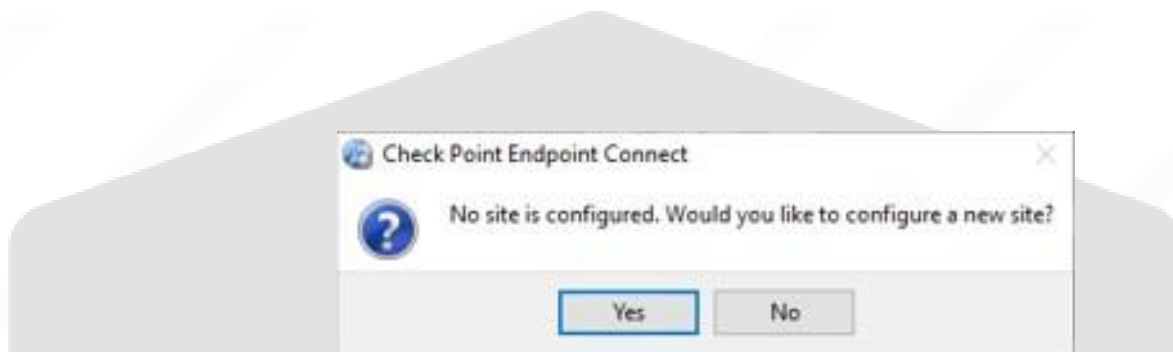 Check Point Endpoint Connect
No site is configured. Would you like to configure a new site?
Yes
No